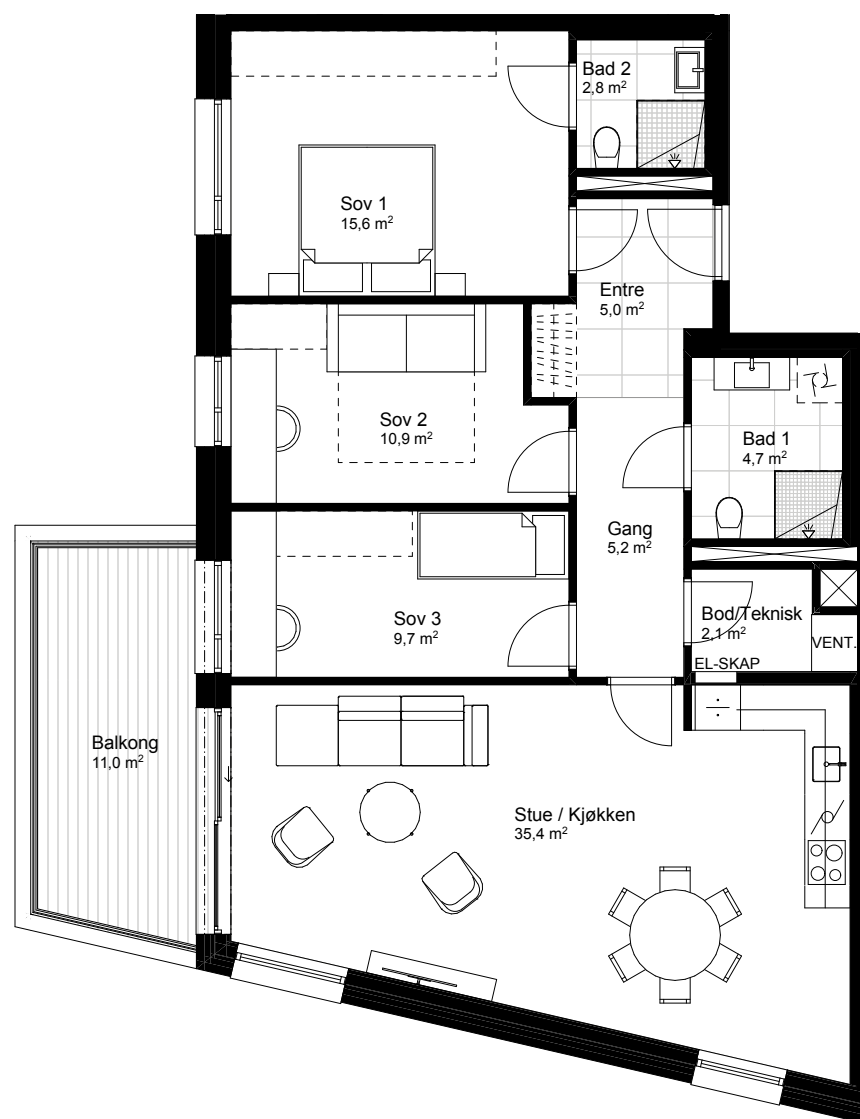 Bad 2
2,8 m²
Sov 1
15,6 m²
Entre
5,0 m²
Sov 2
10,9 m²
Bad 1
4,7 m²
Gang
5,2 m²
Sov 3
9,7 m²
Bod/Teknisk
2,1 m²
VENT.
EL-SKAP
Balkong
11,0 m²
Stue / Kjøkken
35,4 m²